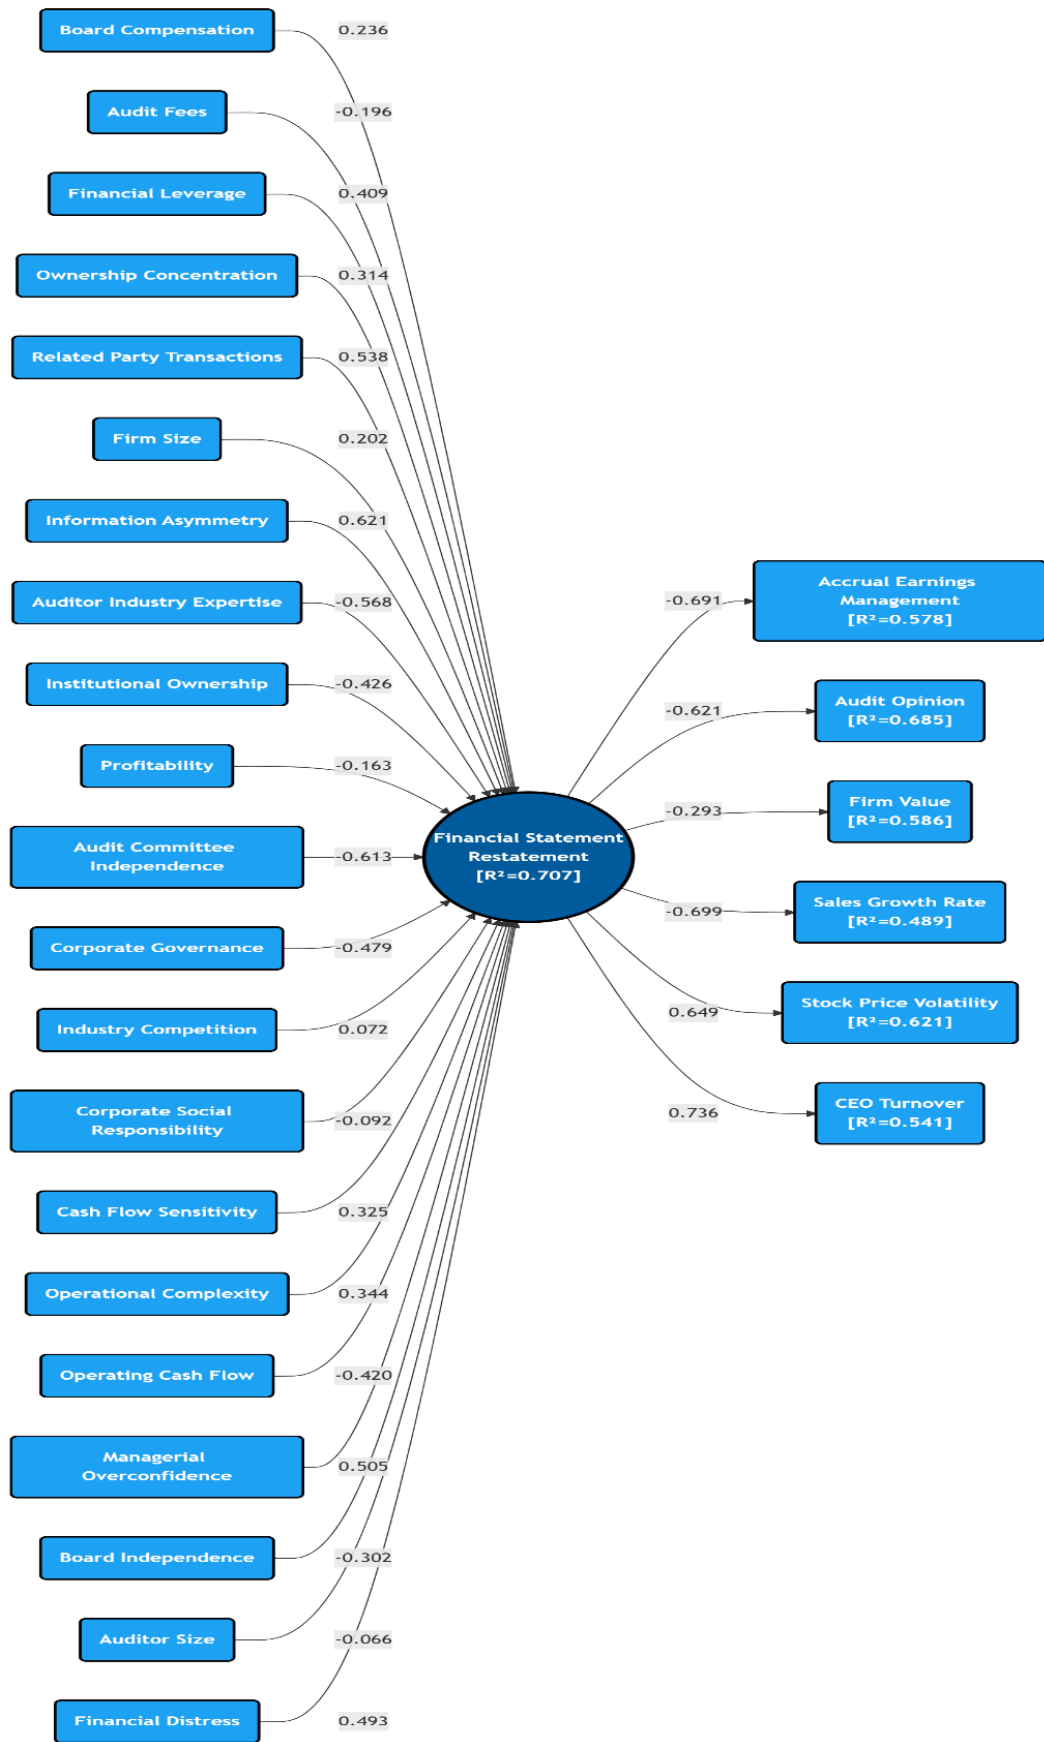 Board Compensation
0.236
Audit Fees
-0.196
Financial Leverage
0.409
Ownership Concentration
0.314
Related Party Transactions
0.538
Firm Size
0.202
Information Asymmetry
0.621
Auditor Industry Expertise
-0.568
Institutional Ownership
-0.426
Profitability
-0.163
Audit Committee
Independence
-0.613
Corporate Governance
-0.479
Industry Competition
0.072
Corporate Social
Responsibility
-0.092
Cash Flow Sensitivity
0.325
Operational Complexity
0.344
Operating Cash Flow
-0.420
Managerial
Overconfidence
0.505
Board Independence
-0.302
Auditor Size
-0.066
Financial Distress
0.493
Financial Statement
Restatement
[R²=0.707]
-0.691
Accrual Earnings
Management
[R²=0.578]
-0.621
Audit Opinion
[R²=0.685]
-0.293
Firm Value
[R²=0.586]
-0.699
Sales Growth Rate
[R²=0.489]
0.649
Stock Price Volatility
[R²=0.621]
0.736
CEO Turnover
[R²=0.541]